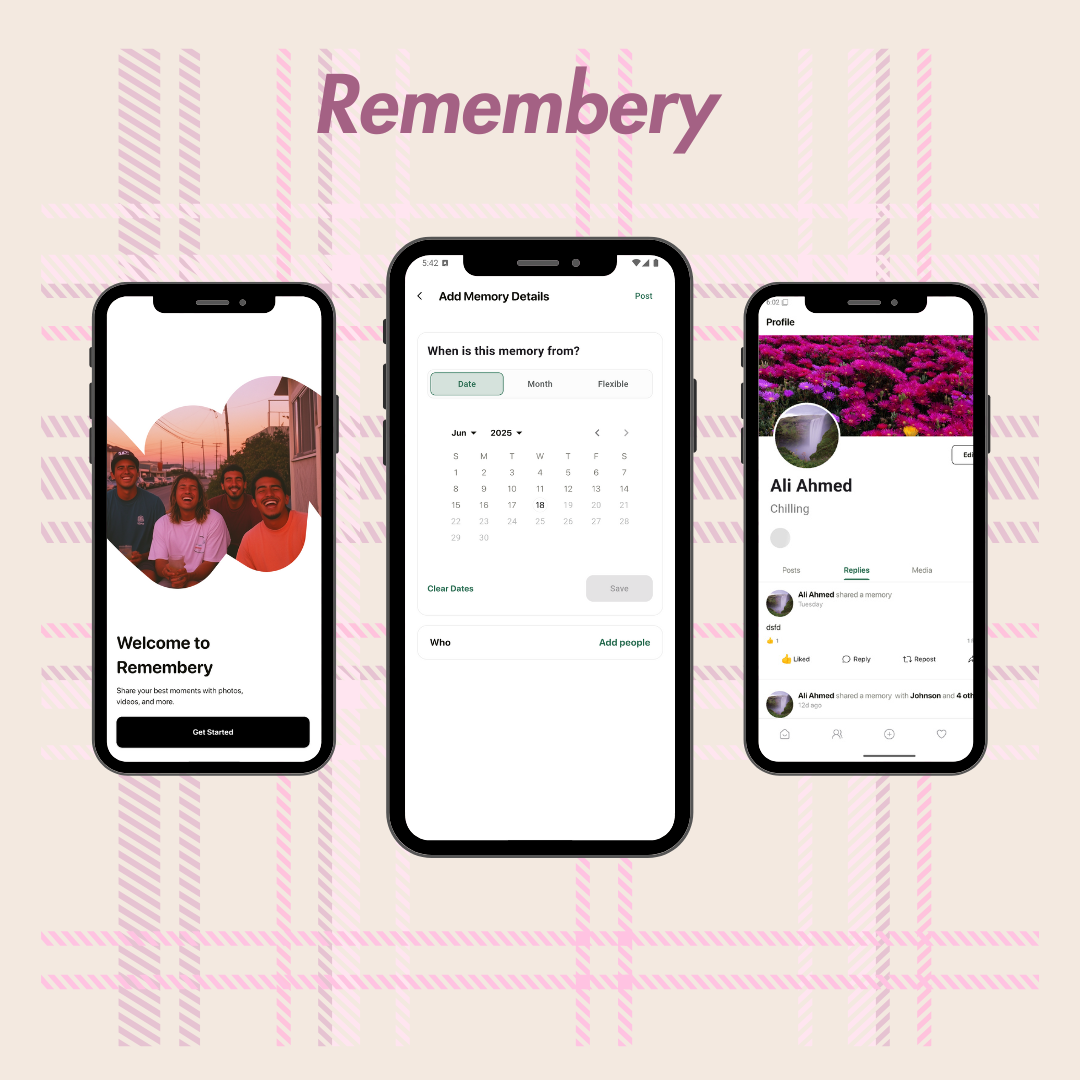 Remembery
Welcome to
Remembery
Share your best moments with photos,
videos, and more.
Get Started
5:42
Add Memory Details
Post
When is this memory from?
Date Month Flexible
Jun 2025
S M T W T F S
1 2 3 4 5 6 7
8 9 10 11 12 13 14
15 16 17 18 19 20 21
22 23 24 25 26 27 28
29 30
Clear Dates
Save
Who
Add people
6:02
Profile
Edi
Ali Ahmed
Chilling
Posts Replies Media
Ali Ahmed shared a memory
Tuesday
dsfd
1
Liked Reply Repost
Ali Ahmed shared a memory with Johnson and 4 oth
12d ago